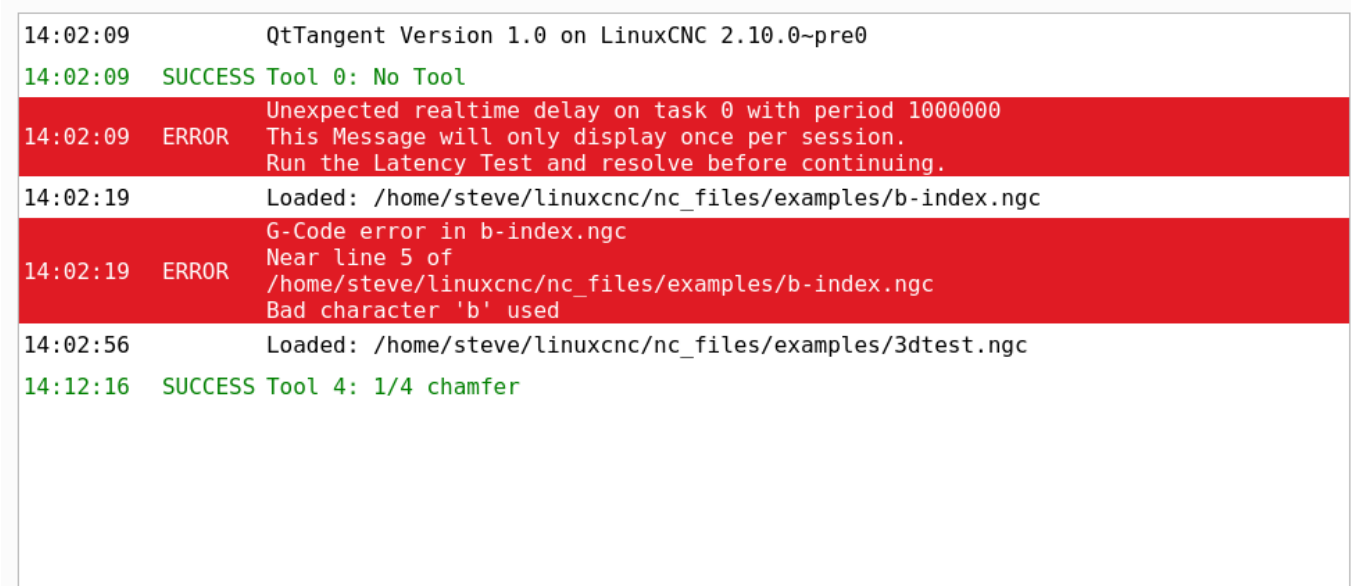 14:02:09 QtTangent Version 1.0 on LinuxCNC 2.10.0~pre0
14:02:09 SUCCESS Tool 0: No Tool
Unexpected realtime delay on task 0 with period 1000000
14:02:09 ERROR This Message will only display once per session.
Run the Latency Test and resolve before continuing.
14:02:19 Loaded: /home/steve/linuxcnc/nc_files/examples/b-index.ngc
G-Code error in b-index.ngc
Near line 5 of
14:02:19 ERROR /home/steve/linuxcnc/nc_files/examples/b-index.ngc
Bad character 'b' used
14:02:56 Loaded: /home/steve/linuxcnc/nc_files/examples/3dtest.ngc
14:12:16 SUCCESS Tool 4: 1/4 chamfer